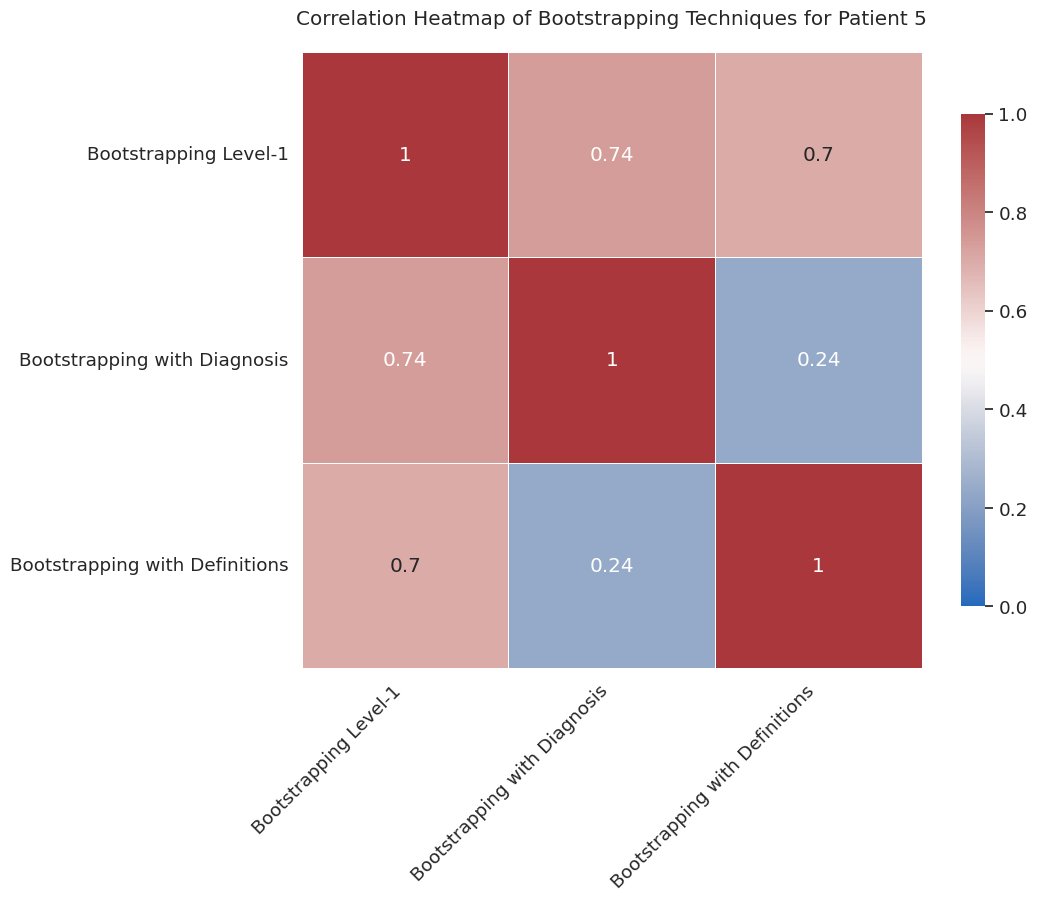 Correlation Heatmap of Bootstrapping Techniques for Patient 5
Bootstrapping Level-1
1
0.74
0.7
Bootstrapping with Diagnosis
0.74
1
0.24
Bootstrapping with Definitions
0.7
0.24
1
Bootstrapping Level-1
Bootstrapping with Diagnosis
Bootstrapping with Definitions
1.0
0.8
0.6
0.4
0.2
0.0